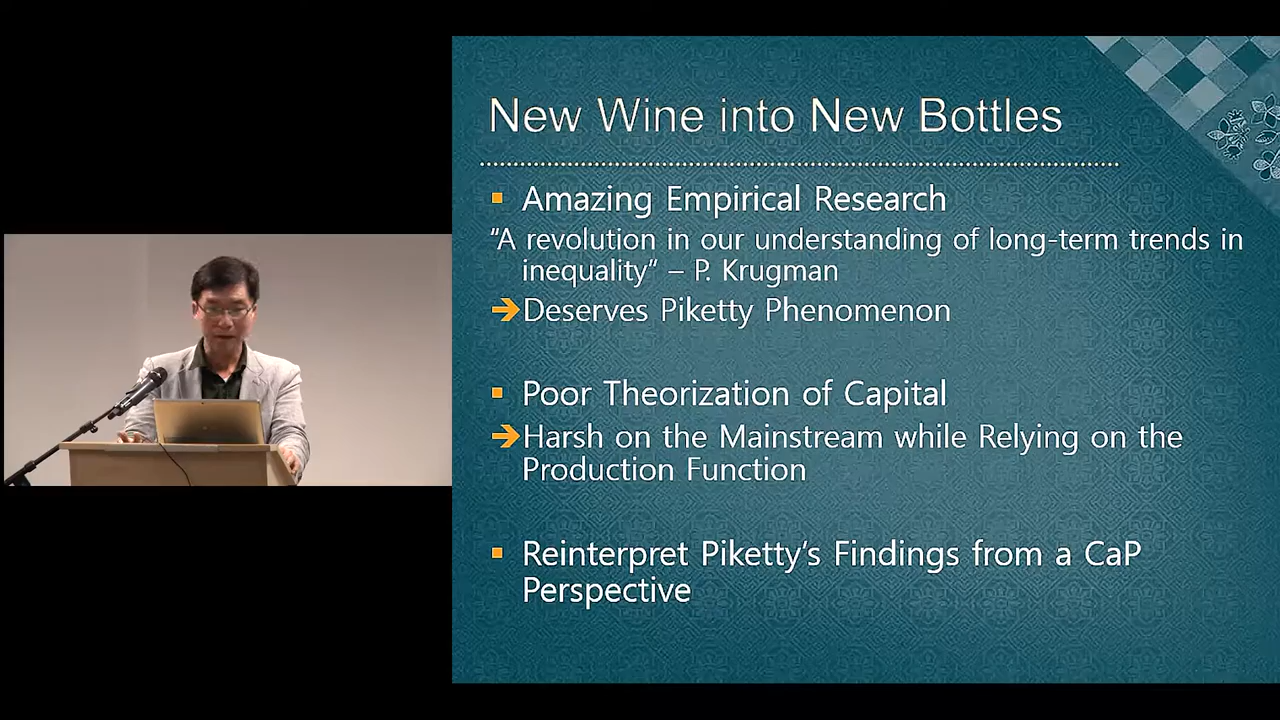 New Wine into New Bottles
Amazing Empirical Research
“A revolution in our understanding of long-term trends in
inequality” – P. Krugman
➔Deserves Piketty Phenomenon
Poor Theorization of Capital
➔Harsh on the Mainstream while Relying on the
Production Function
Reinterpret Piketty’s Findings from a CaP
Perspective